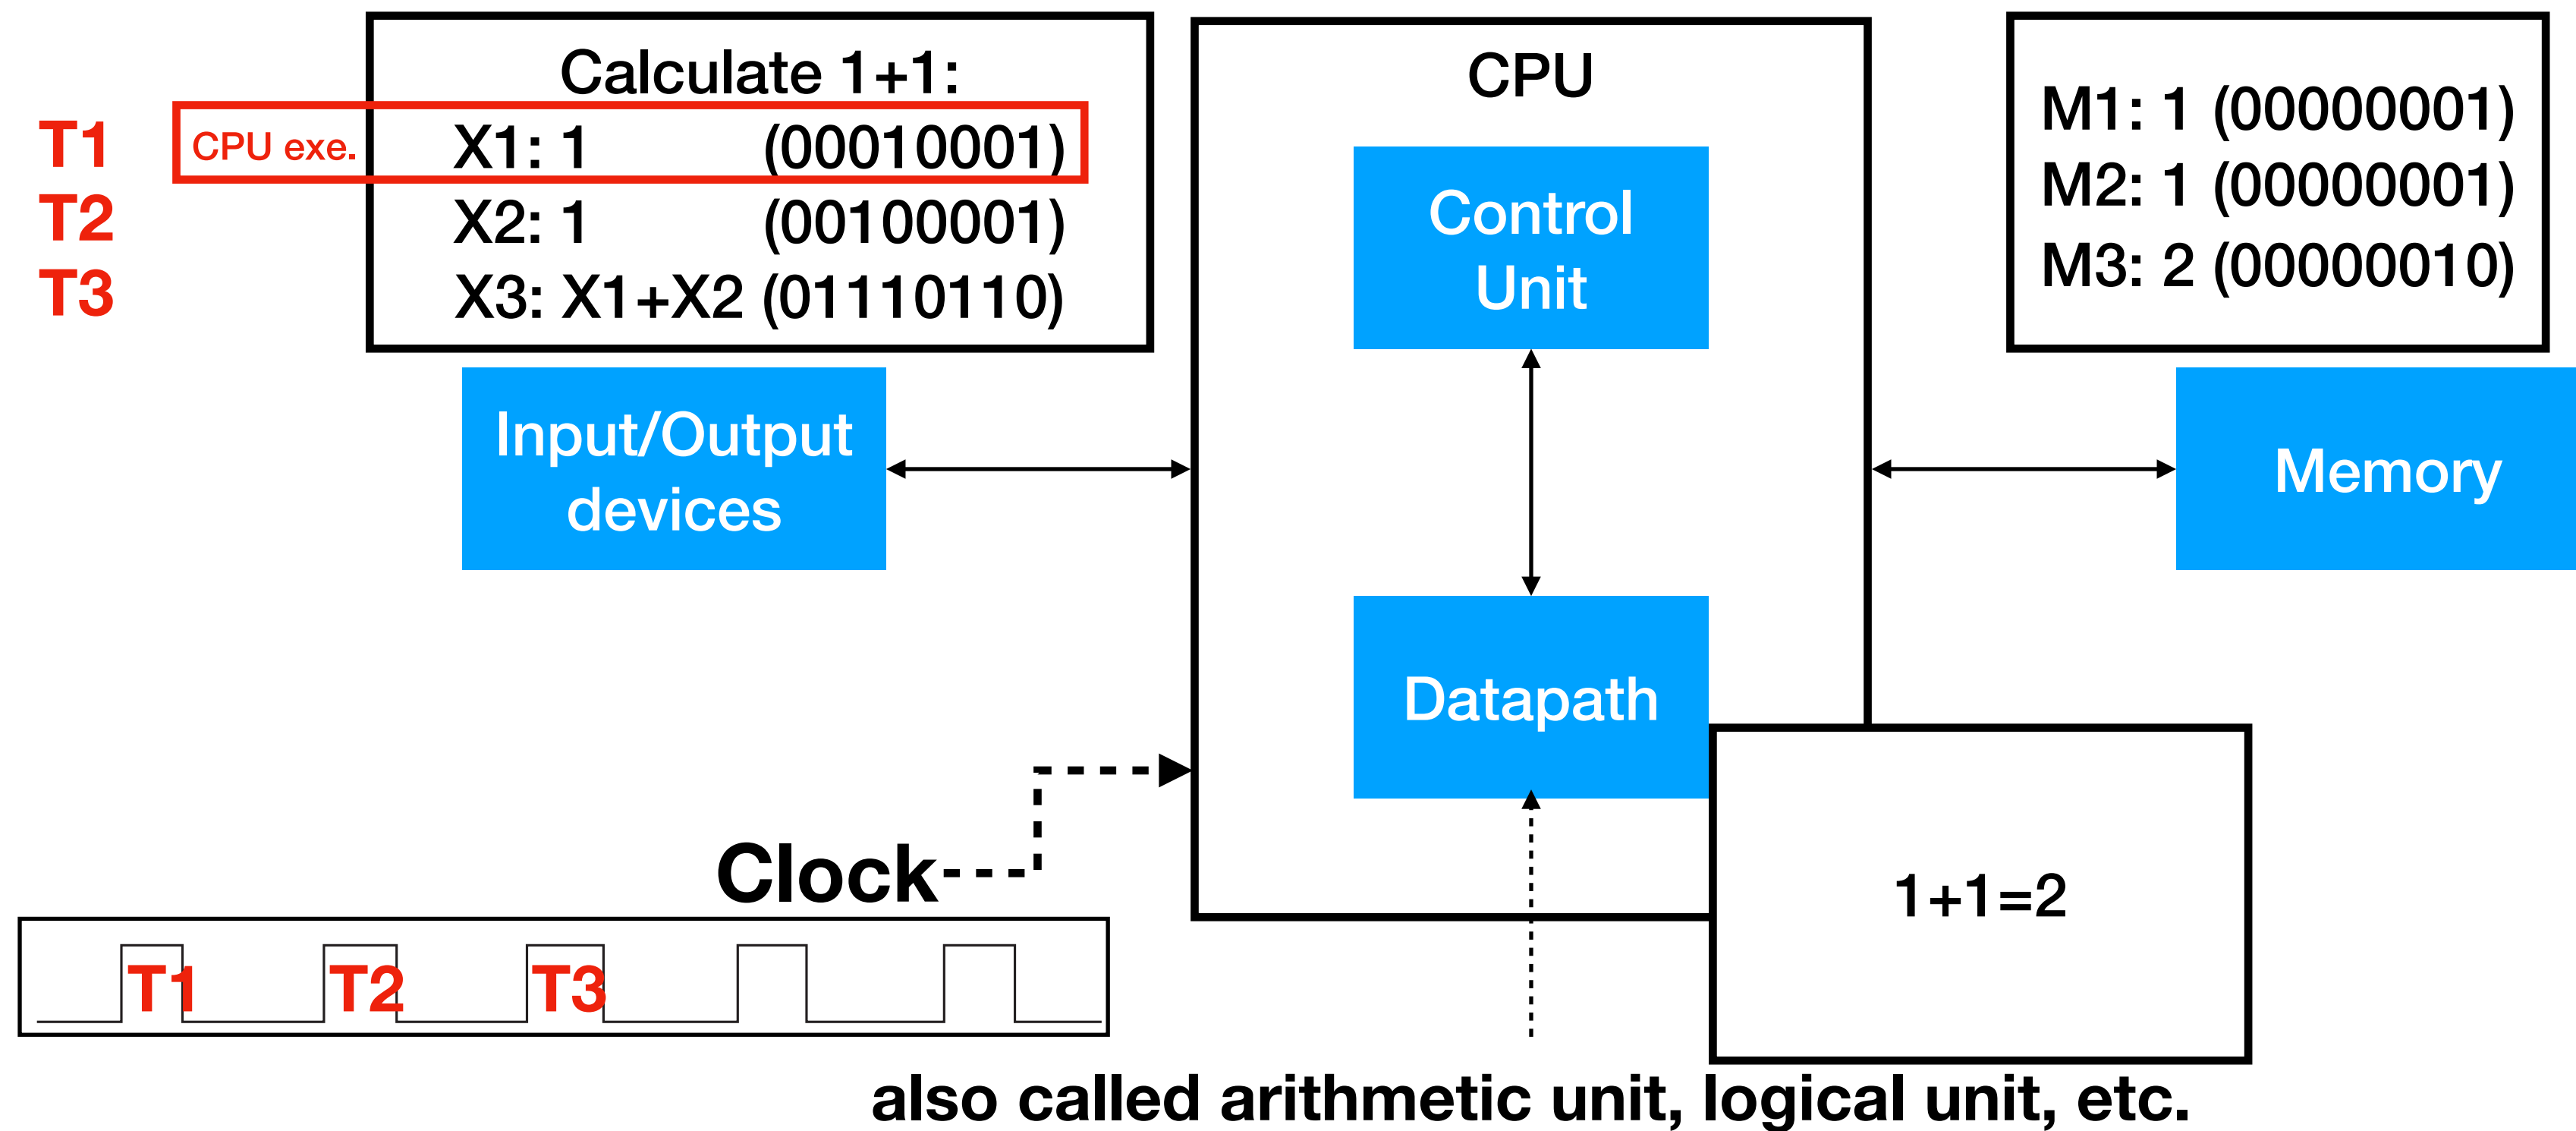 Calculate 1+1:
T1 CPU exe. X1: 1 (00010001)
T2 X2: 1 (00100001)
T3 X3: X1+X2 (01110110)
Input/Output
devices
CPU
Control
Unit
Datapath
M1: 1 (00000001)
M2: 1 (00000001)
M3: 2 (00000010)
Memory
Clock
T1 T2 T3
1+1=2
also called arithmetic unit, logical unit, etc.